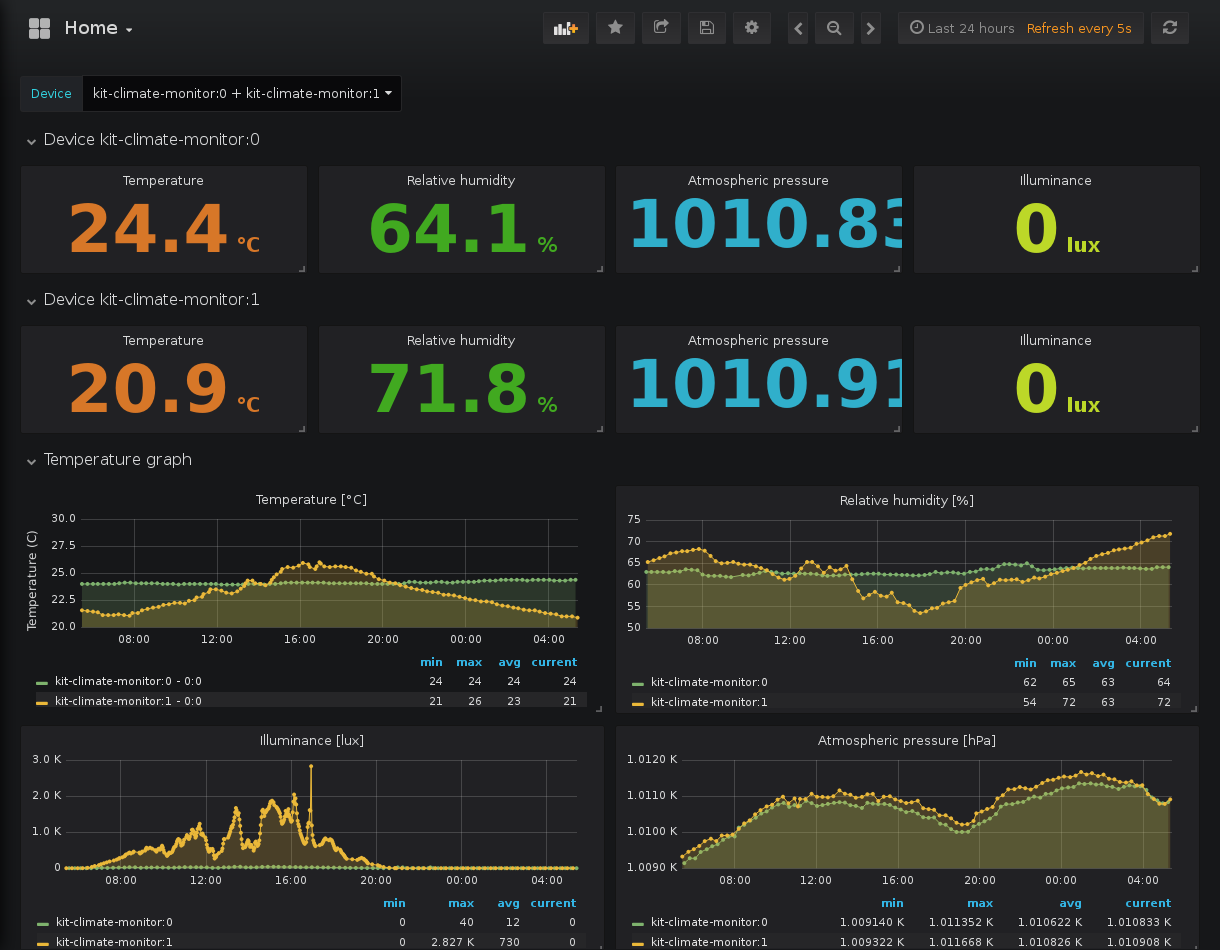 Home
Last 24 hours Refresh every 5s
Device kit-climate-monitor:0 + kit-climate-monitor:1
Device kit-climate-monitor:0
Temperature Relative humidity Atmospheric pressure Illuminance
24.4 °C 64.1 % 1010.83 0 lux
Device kit-climate-monitor:1
Temperature Relative humidity Atmospheric pressure Illuminance
20.9 °C 71.8 % 1010.91 0 lux
Temperature graph
Temperature [°C]
Temperature (C)
30.0
27.5
25.0
22.5
20.0
08:00 12:00 16:00 20:00 00:00 04:00
min max avg current
kit-climate-monitor:0 - 0:0 24 24 24 24
kit-climate-monitor:1 - 0:0 21 26 23 21
Relative humidity [%]
75
70
65
60
55
50
08:00 12:00 16:00 20:00 00:00 04:00
min max avg current
kit-climate-monitor:0 62 65 63 64
kit-climate-monitor:1 54 72 63 72
Illuminance [lux]
3.0 K
2.0 K
1.0 K
0
08:00 12:00 16:00 20:00 00:00 04:00
min max avg current
kit-climate-monitor:0 0 40 12 0
kit-climate-monitor:1 0 2.827 K 730 0
Atmospheric pressure [hPa]
1.0120 K
1.0110 K
1.0100 K
1.0090 K
08:00 12:00 16:00 20:00 00:00 04:00
min max avg current
kit-climate-monitor:0 1.009140 K 1.011352 K 1.010622 K 1.010833 K
kit-climate-monitor:1 1.009322 K 1.011668 K 1.010826 K 1.010908 K